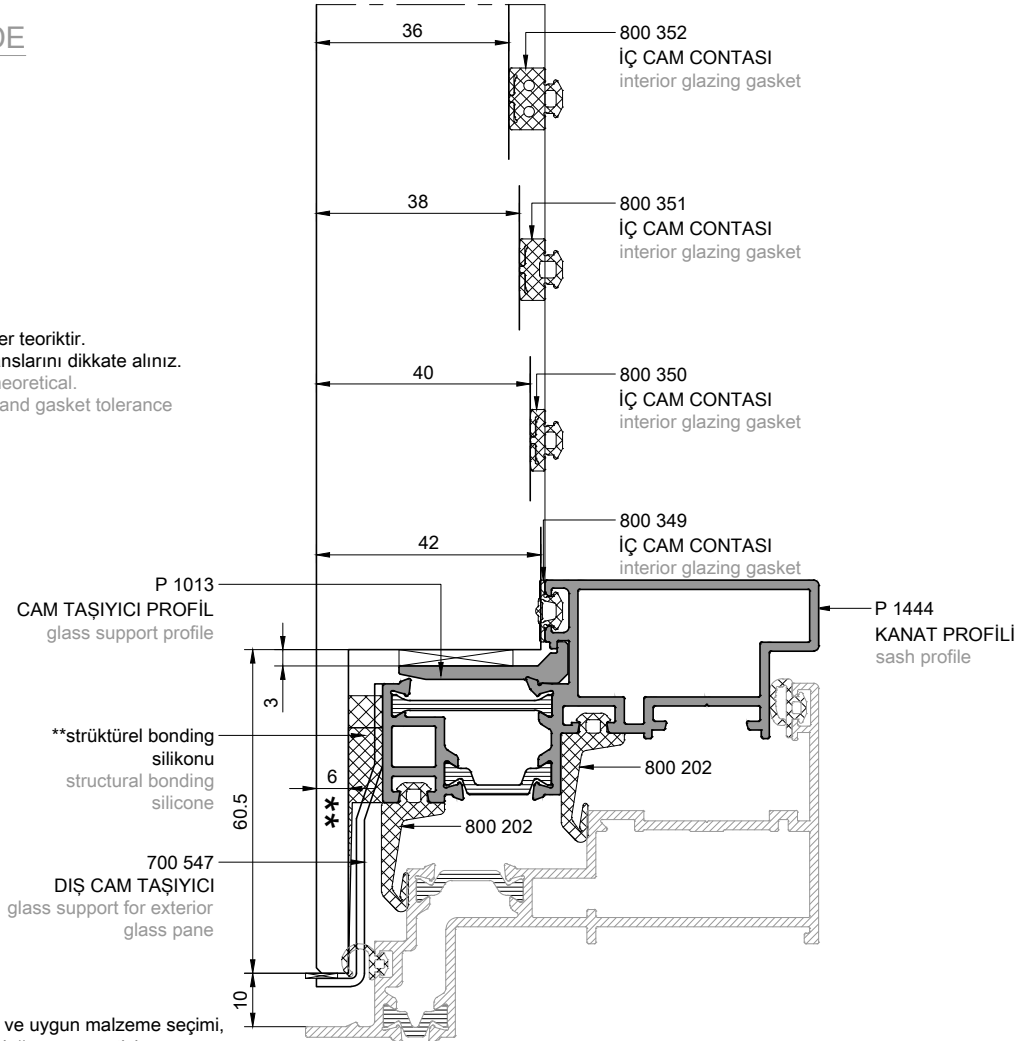 DE
36
800 352
İÇ CAM CONTASI
interior glazing gasket
38
800 351
İÇ CAM CONTASI
interior glazing gasket
er teoriktir.
anslarını dikkate alınız.
heoretical.
and gasket tolerance
40
800 350
İÇ CAM CONTASI
interior glazing gasket
42
800 349
İÇ CAM CONTASI
interior glazing gasket
P 1013
CAM TAŞIYICI PROFİL
glass support profile
P 1444
KANAT PROFİLİ
sash profile
3
**strüktürel bonding
silikonu
structural bonding
silicone
6
**
60.5
800 202
800 202
700 547
DIŞ CAM TAŞIYICI
glass support for exterior
glass pane
10
ve uygun malzeme seçimi,